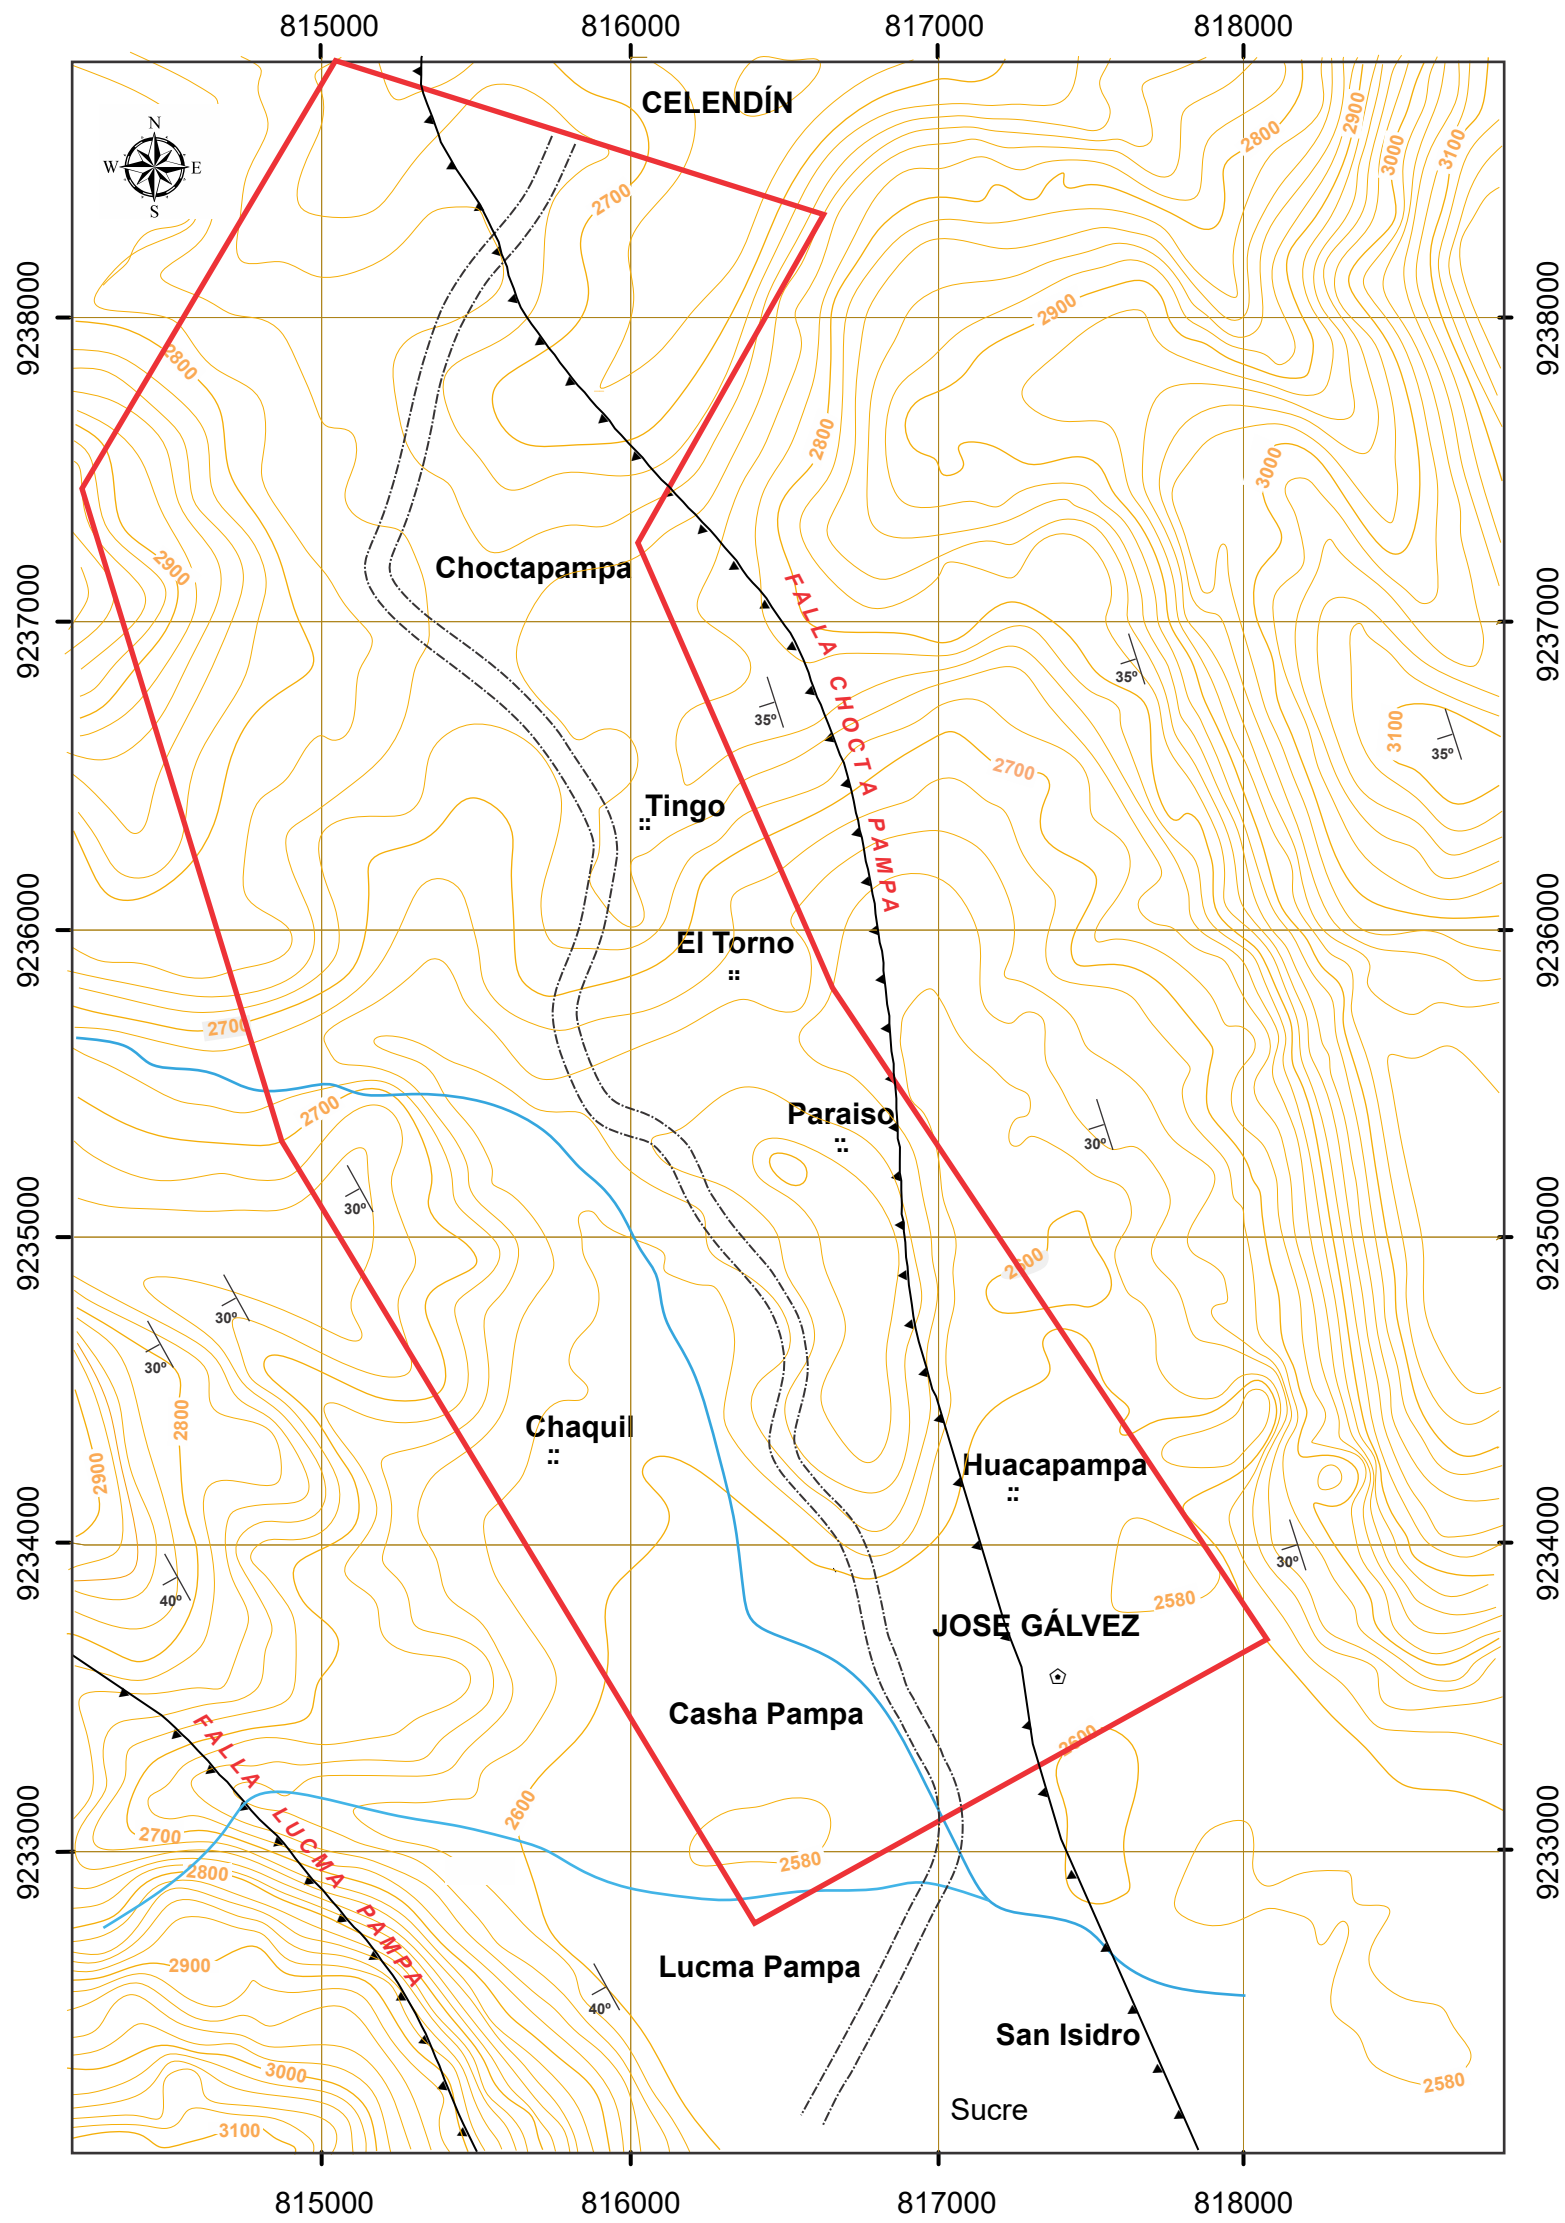 815000 816000 817000 818000
CELENDÍN
N
W E
S
2900
2800
3100
3000
2700
9238000
9238000
2900
2800
2800
3000
2900
Choctapampa
9237000
9237000
FALLA CHOCTA PAMPA
35º
35º
3100
35º
2700
Tingo
El Torno
9236000
9236000
2700
2700
Paraiso
30º
30º
9235000
9235000
2600
30º
30º
2800
2900
Chaquil
Huacapampa
9234000
9234000
30º
40º
2580
JOSE GÁLVEZ
Casha Pampa
FALLA LUCMA PAMPA
2600
2600
2700
2580
9233000
9233000
2800
2900
Lucma Pampa
40º
San Isidro
3000
2580
Sucre
3100
815000 816000 817000 818000